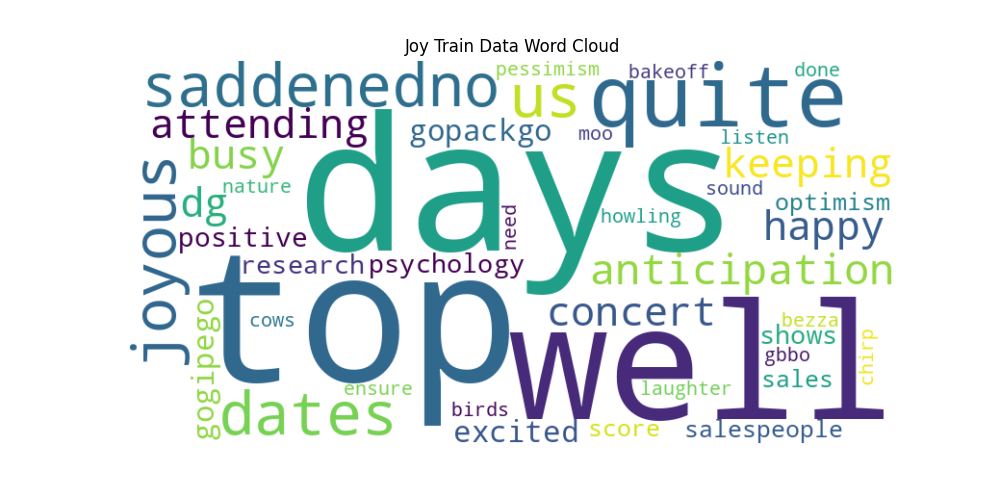 Joy Train Data Word Cloud
saddenedno
pessimism
us
quite
bakeoff
done
attending
gopackgo
moo
listen
busy
days
keeping
joyous
dg
nature
sound
optimism
howling
need
happy
positive
research
psychology
anticipation
top
well
concert
cows
gogipego
bezza
shows
gbbo
chirp
sales
ensure
laughter
dates
birds
excited
score
salespeople